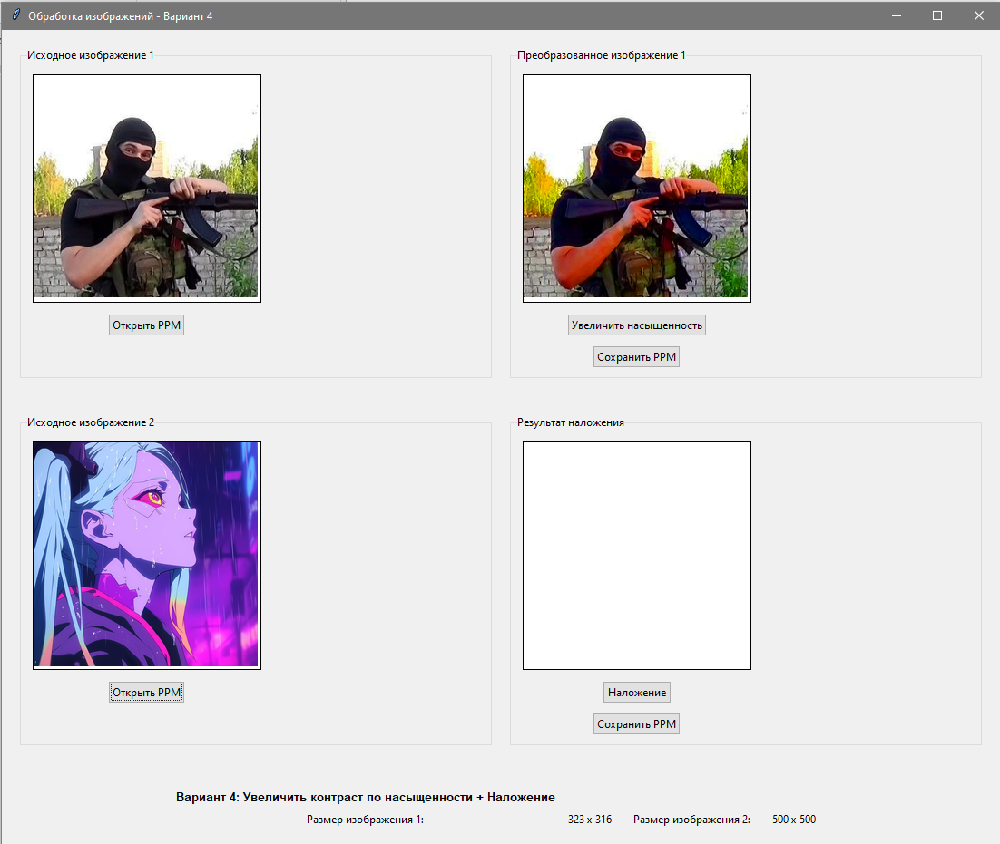 Обработка изображений - Вариант 4
Исходное изображение 1
Преобразованное изображение 1
Открыть PPM
Увеличить насыщенность
Сохранить PPM
Исходное изображение 2
Результат наложения
Открыть PPM
Наложение
Сохранить PPM
Вариант 4: Увеличить контраст по насыщенности + Наложение
Размер изображения 1: 323 x 316 Размер изображения 2: 500 x 500